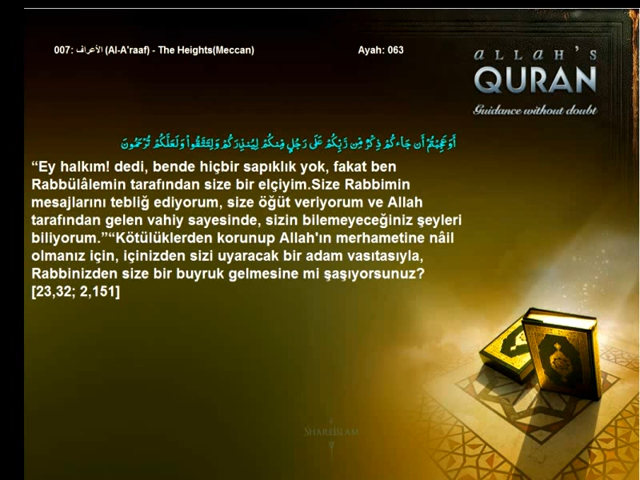 007: الأعراف (Al-A'raaf) - The Heights(Meccan) Ayah: 063
ALLAH'S
QURAN
Guidance without doubt
أَوَعَجِبْتُمْ أَن جَاءَكُمْ ذِكْرٌ مِّن رَّبِّكُمْ عَلَى رَجُلٍ مِّنكُمْ لِيُنذِرَكُمْ وَلِتَتَّقُوا۟ وَلَعَلَّكُمْ تُرْحَمُونَ
“Ey halkım! dedi, bende hiçbir sapıklık yok, fakat ben
Rabbülâlemin tarafından size bir elçiyim.Size Rabbimin
mesajlarını tebliğ ediyorum, size öğüt veriyorum ve Allah
tarafından gelen vahiy sayesinde, sizin bilemeyeceğiniz şeyleri
biliyorum.”“Kötülüklerden korunup Allah'ın merhametine nâil
olmanız için, içinizden sizi uyaracak bir adam vasıtasıyla,
Rabbinizden size bir buyruk gelmesine mi şaşıyorsunuz?
[23,32; 2,151]
SHAREISLAM